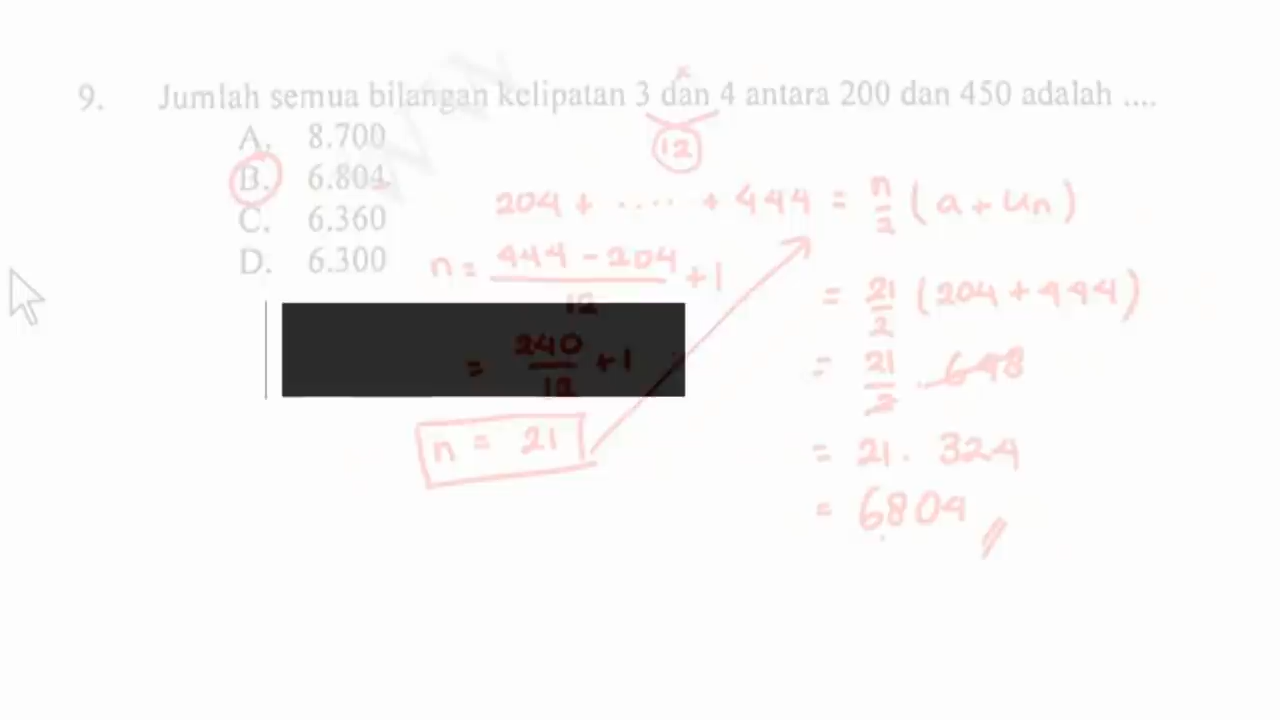 9. Jumlah semua bilangan kelipatan 3 dan 4 antara 200 dan 450 adalah ....
12
A. 8.700
B. 6.804
C. 6.360
D. 6.300
204 + ..... + 444 = n/2 (a + Un)
n = 444 - 204 / 12 + 1
= 21/2 (204 + 444)
= 240/12 + 1
= 21/2 . 648
n = 21
= 21 . 324
= 6804